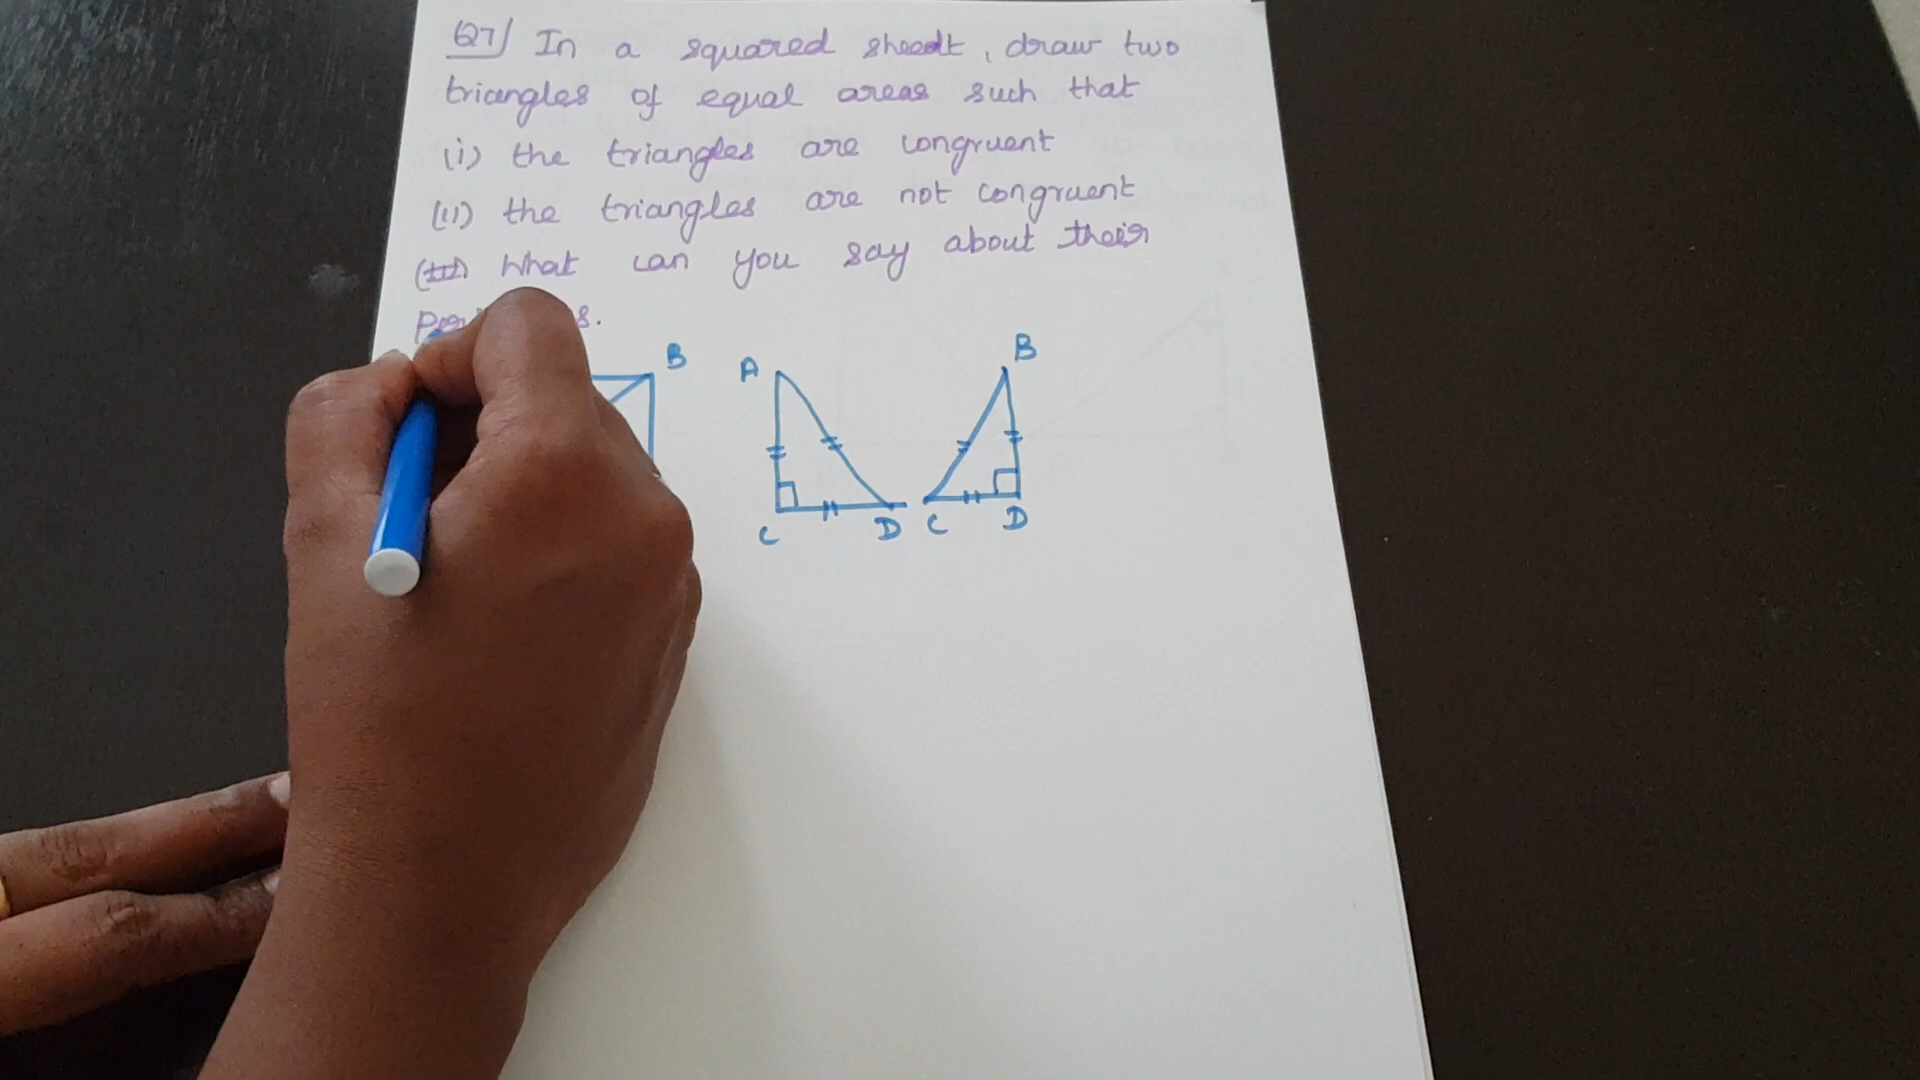 Q7) In a squared sheet, draw two
triangles of equal areas such that
(i) the triangles are congruent
(ii) the triangles are not congruent
(iii) What can you say about their
B A B
C D C D